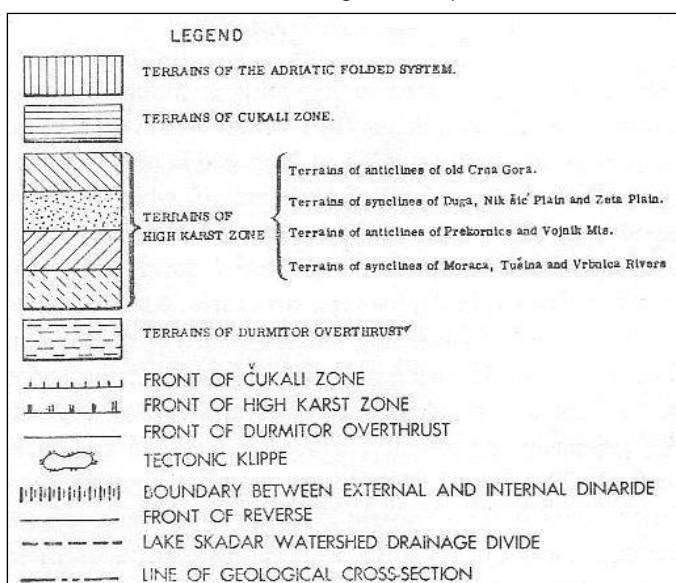 LEGEND
TERRAINS OF THE ADRIATIC FOLDED SYSTEM.
TERRAINS OF CUKALI ZONE.
TERRAINS OF HIGH KARST ZONE
Terrains of anticlines of old Crna Gora.
Terrains of synclines of Duga, Nikšić Plain and Zeta Plain.
Terrains of anticlines of Prekornica and Vojnik Mts.
Terrains of synclines of Moraca, Tušina and Vrbnica Rivers
TERRAINS OF DURMITOR OVERTHRUST
FRONT OF ČUKALI ZONE
FRONT OF HIGH KARST ZONE
FRONT OF DURMITOR OVERTHRUST
TECTONIC KLIPPE
BOUNDARY BETWEEN EXTERNAL AND INTERNAL DINARIDE
FRONT OF REVERSE
LAKE SKADAR WATERSHED DRAINAGE DIVIDE
LINE OF GEOLOGICAL CROSS-SECTION